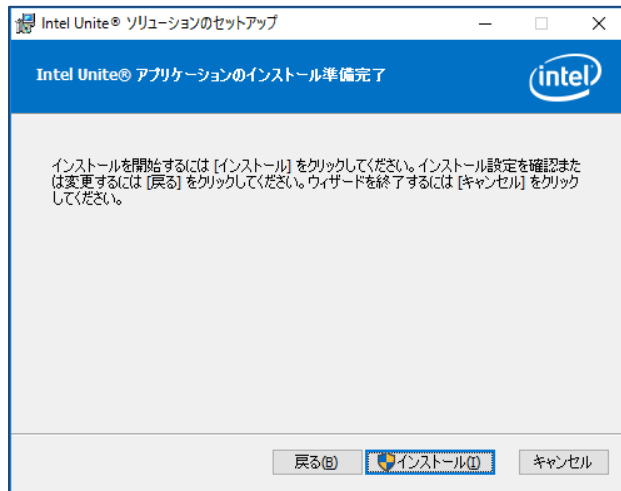 Intel Unite® ソリューションのセットアップ
Intel Unite® アプリケーションのインストール準備完了
intel
インストールを開始するには [インストール] をクリックしてください。インストール設定を確認また
は変更するには [戻る] をクリックしてください。ウィザードを終了するには [キャンセル] をクリック
してください。
戻る(B) インストール(I) キャンセル